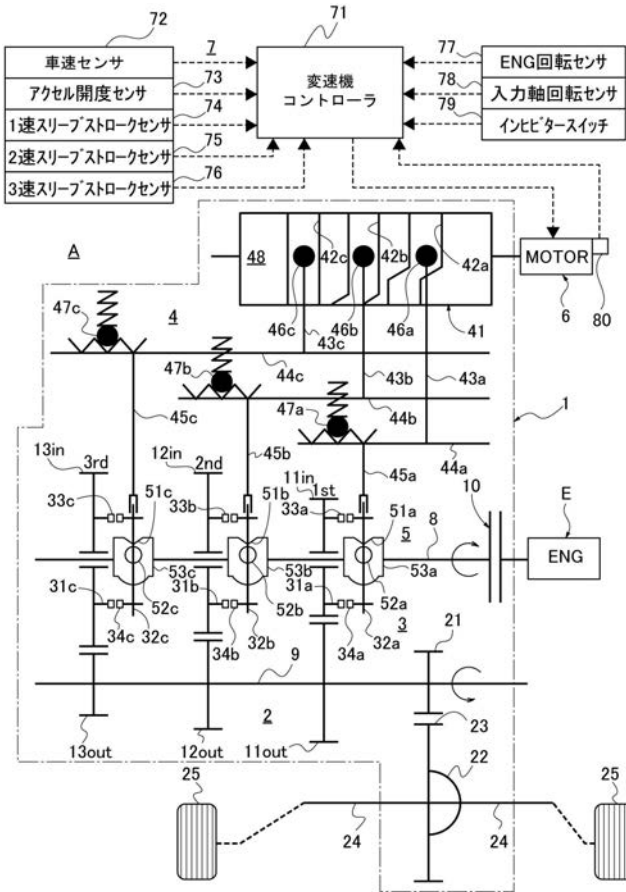 72
7
71
車速センサ
73
アクセル開度センサ
74
1速スリーブストロークセンサ
75
2速スリーブストロークセンサ
76
3速スリーブストロークセンサ
変速機
コントローラ
77
ENG回転センサ
78
入力軸回転センサ
79
インヒビタースイッチ
A
48
42c
42b
42a
MOTOR
6
80
47c
4
46c
46b
46a
41
43c
47b
44c
43b
43a
45c
47a
44b
1
13in
3rd
12in
2nd
45b
11in
1st
45a
44a
10
33c
51c
33b
51b
33a
51a
5
8
E
ENG
31c
53c
31b
53b
31a
53a
52c
52b
52a
34c
32c
34b
32b
34a
32a
3
21
9
2
23
13out
12out
11out
22
25
24
24
25